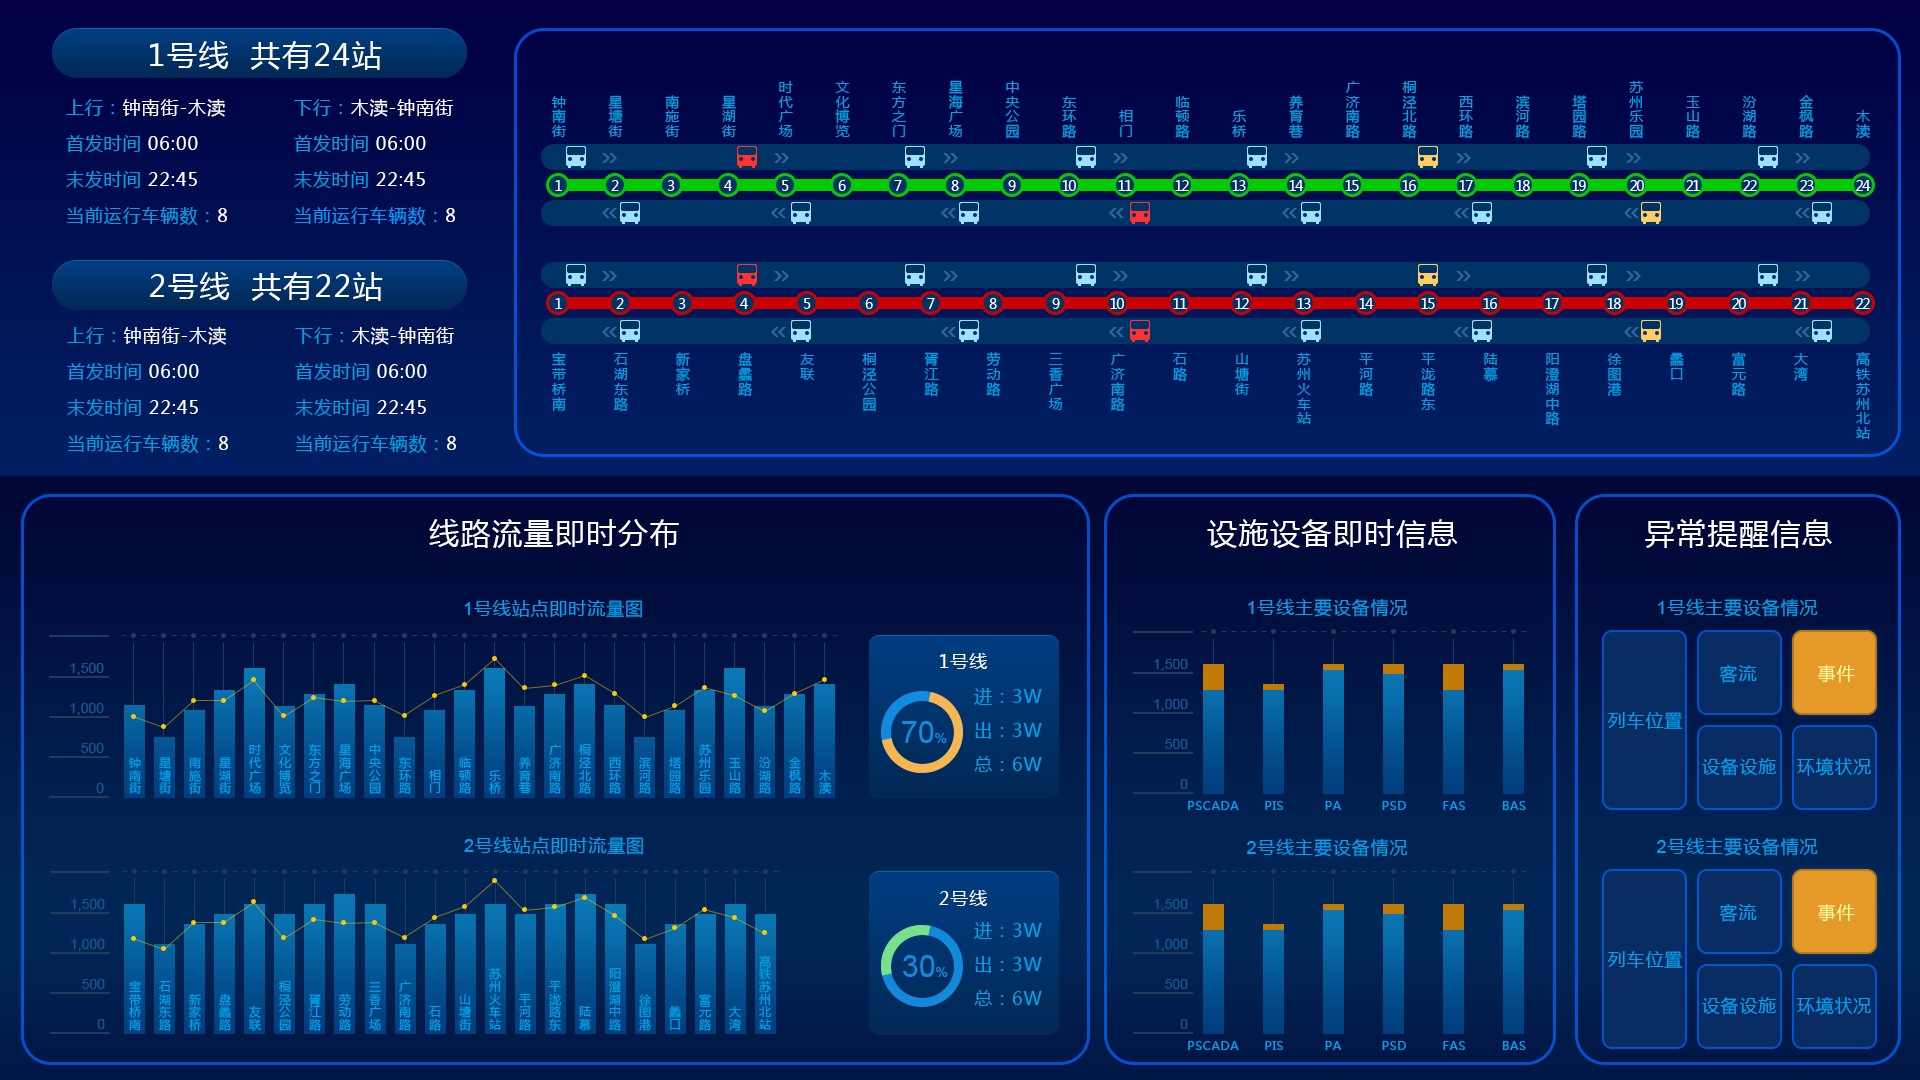 1号线 共有24站
上行：钟南街-木渎
下行：木渎-钟南街
首发时间 06:00
首发时间 06:00
末发时间 22:45
末发时间 22:45
当前运行车辆数：8
当前运行车辆数：8
2号线 共有22站
上行：钟南街-木渎
下行：木渎-钟南街
首发时间 06:00
首发时间 06:00
末发时间 22:45
末发时间 22:45
当前运行车辆数：8
当前运行车辆数：8
钟南街
星塘街
南施街
星湖街
时代广场
文化博览
东方之门
星海广场
中央公园
东环路
相门
临顿路
乐桥
养育巷
广济南路
桐泾北路
西环路
滨河路
塔园路
苏州乐园
玉山路
汾湖路
金枫路
木渎
1 2 3 4 5 6 7 8 9 10 11 12 13 14 15 16 17 18 19 20 21 22 23 24
1 2 3 4 5 6 7 8 9 10 11 12 13 14 15 16 17 18 19 20 21 22
宝带桥南
石湖东路
新家桥
盘蠡路
友联
桐泾公园
胥江路
劳动路
三香广场
广济南路
石路
山塘街
苏州火车站
平河路
平泷路东
陆慕
阳澄湖中路
徐图港
蠡口
富元路
大湾
高铁苏州北站
线路流量即时分布
1号线站点即时流量图
1,500
1,000
500
0
钟南街
星塘街
南施街
星湖街
时代广场
文化博览
东方之门
星海广场
中央公园
东环路
相门
临顿路
乐桥
养育巷
广济南路
桐泾北路
西环路
滨河路
塔园路
苏州乐园
玉山路
汾湖路
金枫路
木渎
1号线
70%
进：3W
出：3W
总：6W
2号线站点即时流量图
1,500
1,000
500
0
宝带桥南
石湖东路
新家桥
盘蠡路
友联
桐泾公园
胥江路
劳动路
三香广场
广济南路
石路
山塘街
苏州火车站
平河路
平泷路东
陆慕
阳澄湖中路
徐图港
蠡口
富元路
大湾
高铁苏州北站
2号线
30%
进：3W
出：3W
总：6W
设施设备即时信息
1号线主要设备情况
1,500
1,000
500
0
PSCADA PIS PA PSD FAS BAS
2号线主要设备情况
1,500
1,000
500
0
PSCADA PIS PA PSD FAS BAS
异常提醒信息
1号线主要设备情况
列车位置
客流
事件
设备设施
环境状况
2号线主要设备情况
列车位置
客流
事件
设备设施
环境状况